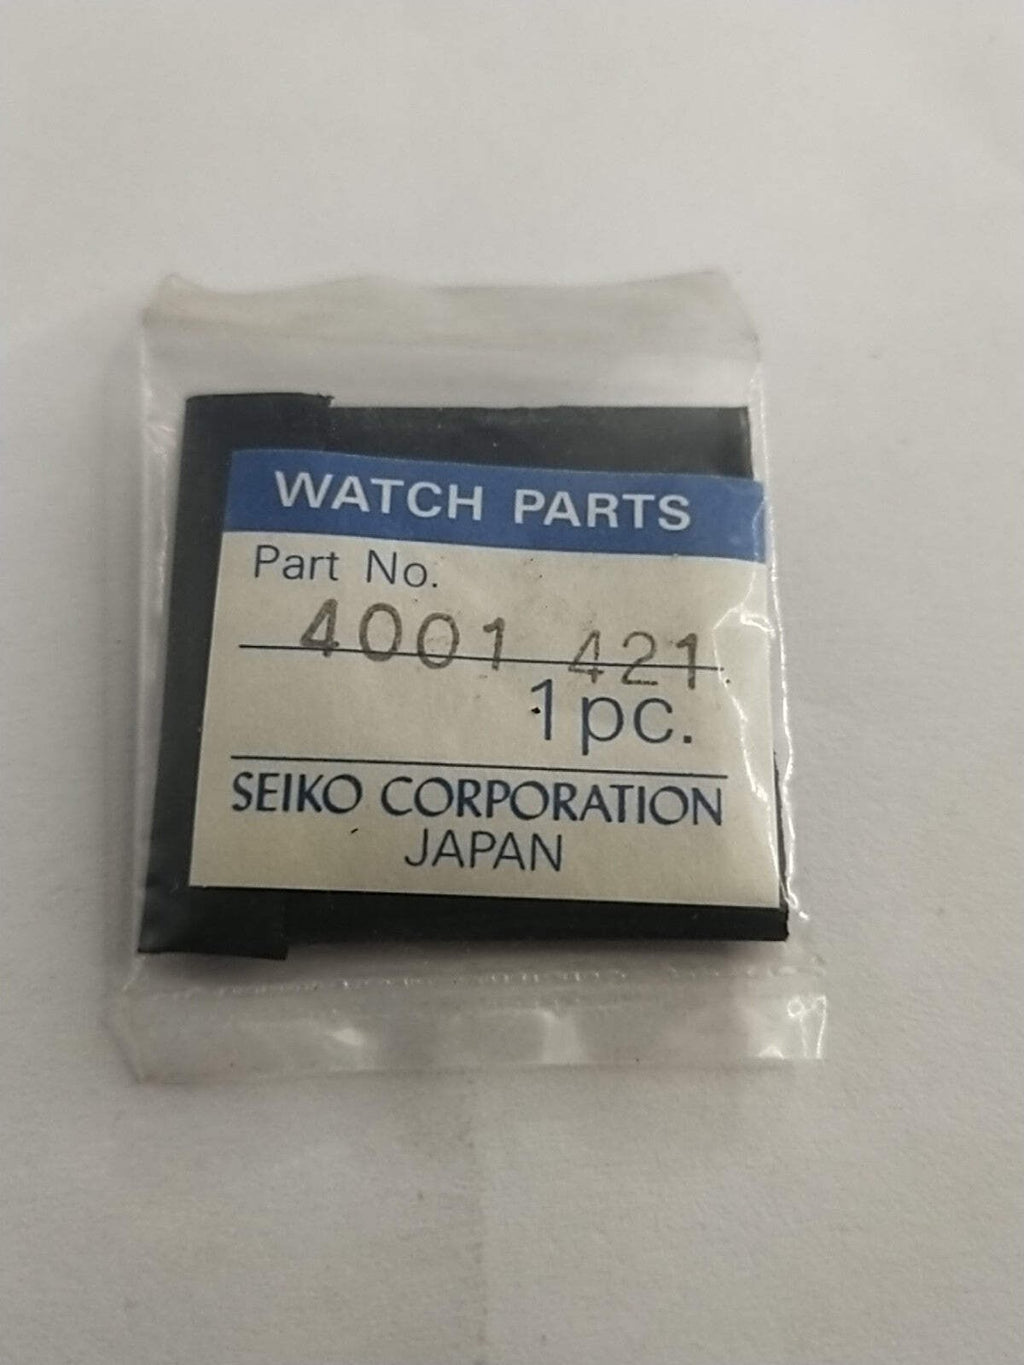 WATCH PARTS
Part No.
4001 421
1pc.
SEIKO CORPORATION
JAPAN